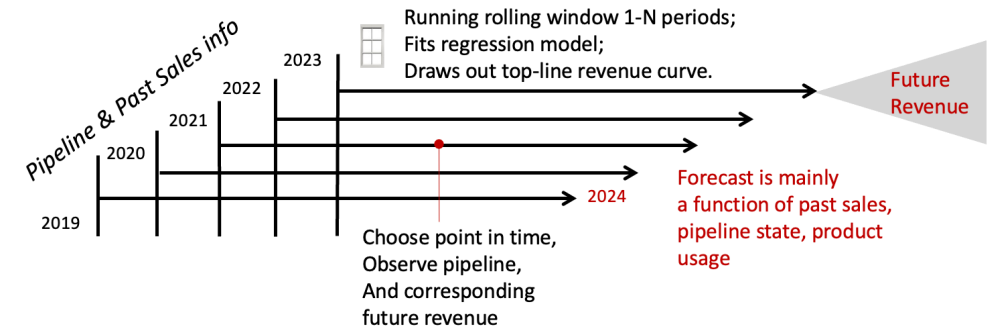 Pipeline & Past Sales info
2019
2020
2021
2022
2023
Running rolling window 1-N periods;
Fits regression model;
Draws out top-line revenue curve.
Future
Revenue
2024
Forecast is mainly
a function of past sales,
pipeline state, product
usage
Choose point in time,
Observe pipeline,
And corresponding
future revenue